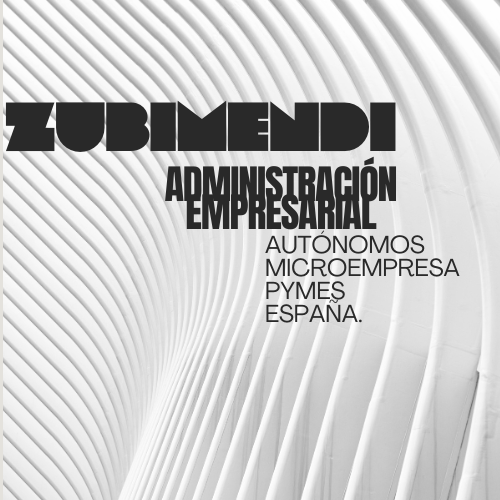 ZUBIMENDI
ADMINISTRACIÓN
EMPRESARIAL
AUTÓNOMOS
MICROEMPRESA
PYMES
ESPAÑA.